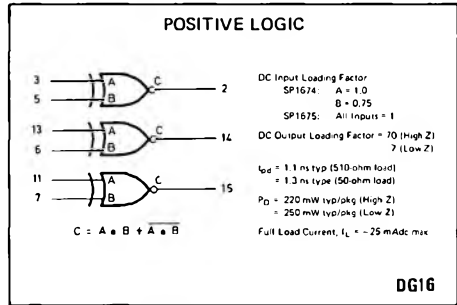 POSITIVE LOGIC
3 A C 2
5 B
13 A C 14
6 B
11 A C 15
7 B
C = A • B + A • B
DC Input Loading Factor
SP1674: A = 1.0
B = 0.75
SP1675: All Inputs = 1
DC Output Loading Factor = 70 (High Z)
7 (Low Z)
tpd = 1.1 ns typ (510-ohm load)
= 1.3 ns type (50-ohm load)
PD = 220 mW typ/pkg (High Z)
= 250 mW typ/pkg (Low Z)
Full Load Current, IL = -25 mAdc max
DG16